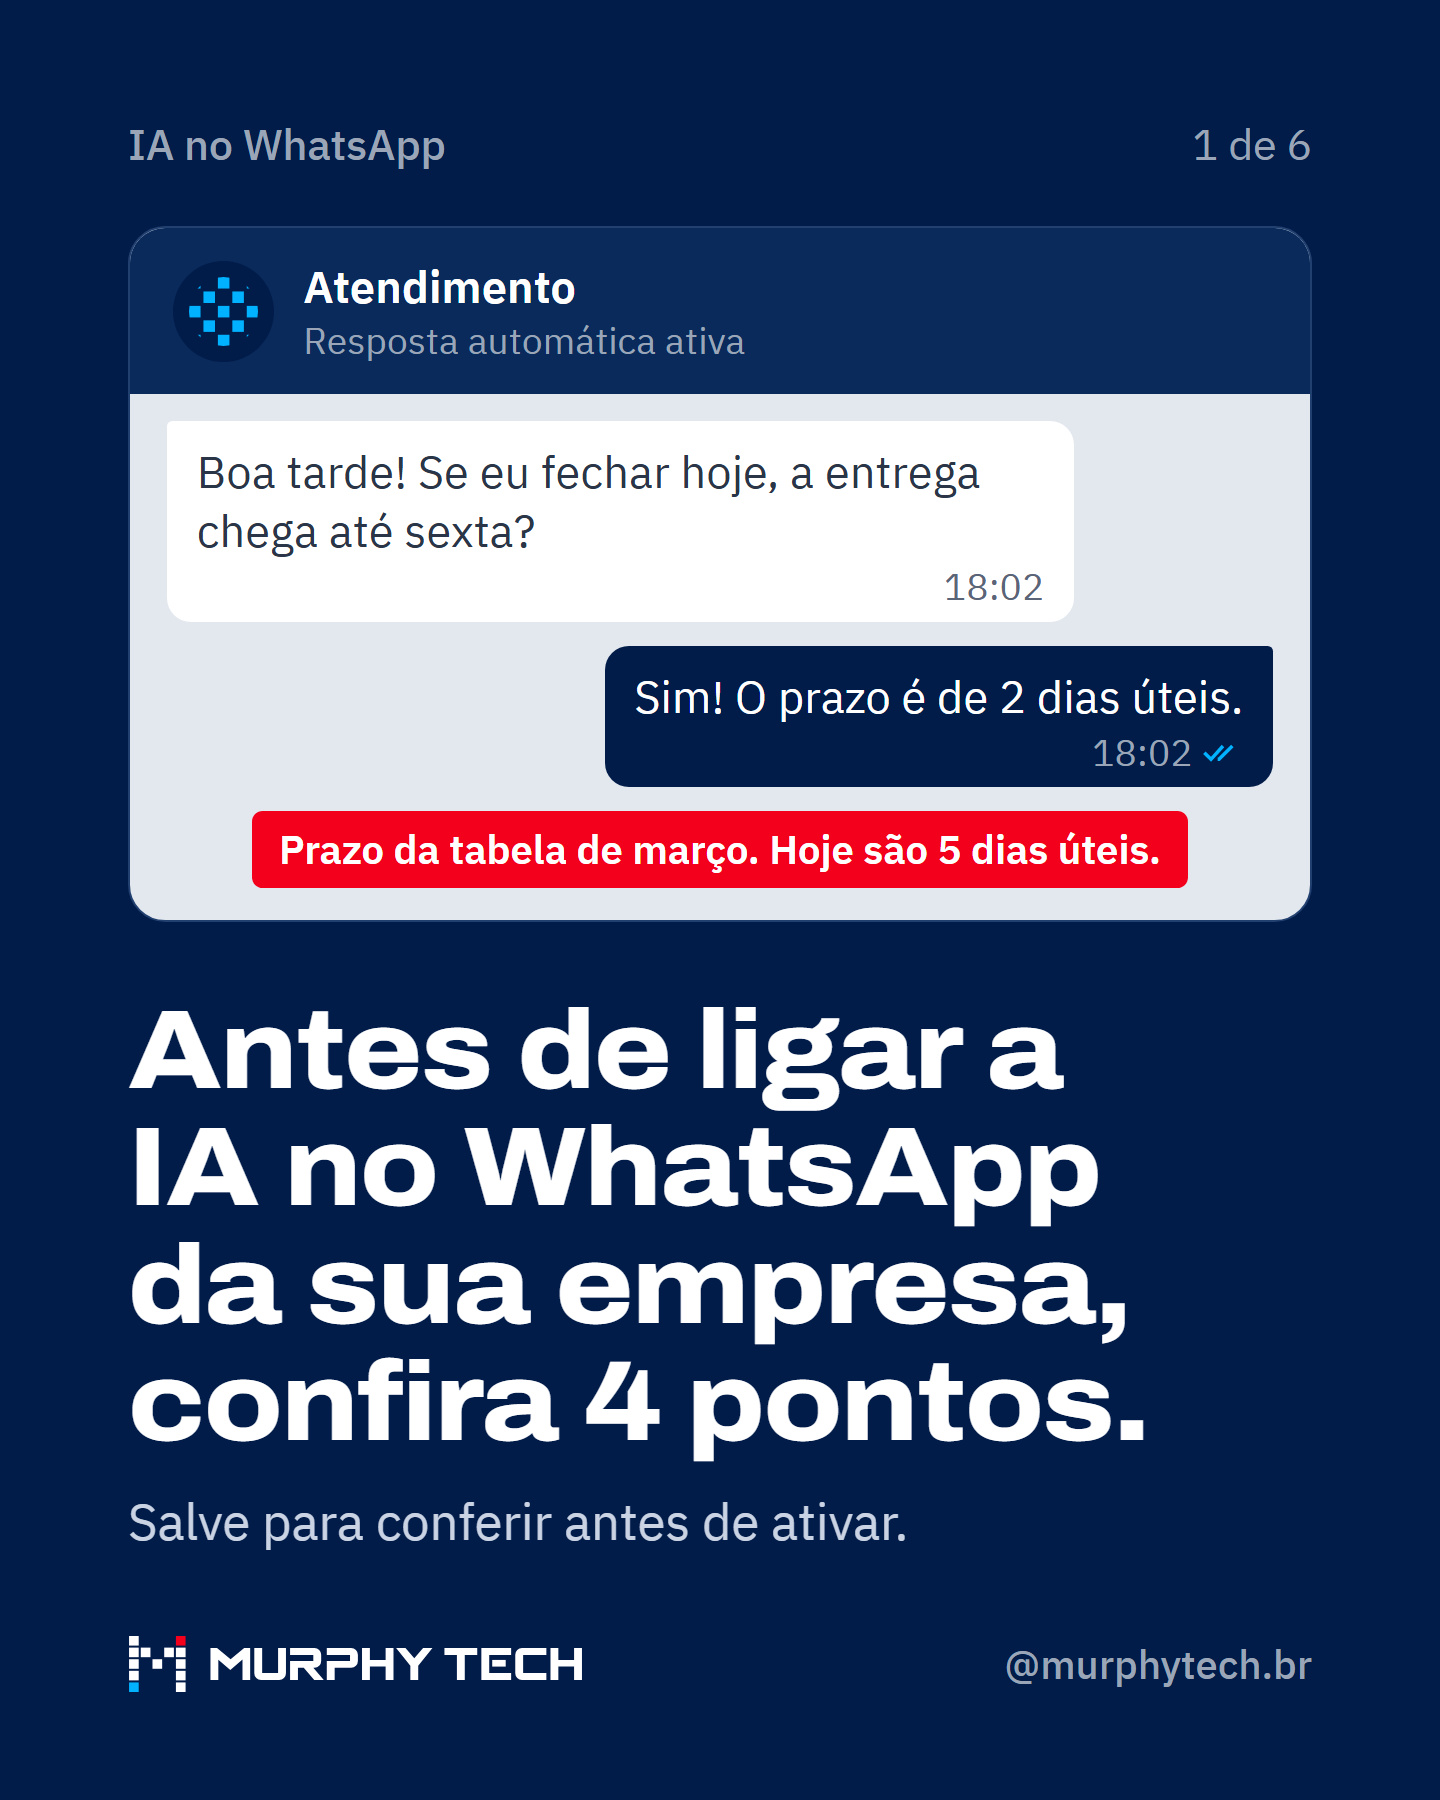 IA no WhatsApp
1 de 6
Atendimento
Resposta automática ativa
Boa tarde! Se eu fechar hoje, a entrega
chega até sexta?
18:02
Sim! O prazo é de 2 dias úteis.
18:02
Prazo da tabela de março. Hoje são 5 dias úteis.
Antes de ligar a
IA no WhatsApp
da sua empresa,
confira 4 pontos.
Salve para conferir antes de ativar.
MURPHY TECH
@murphytech.br